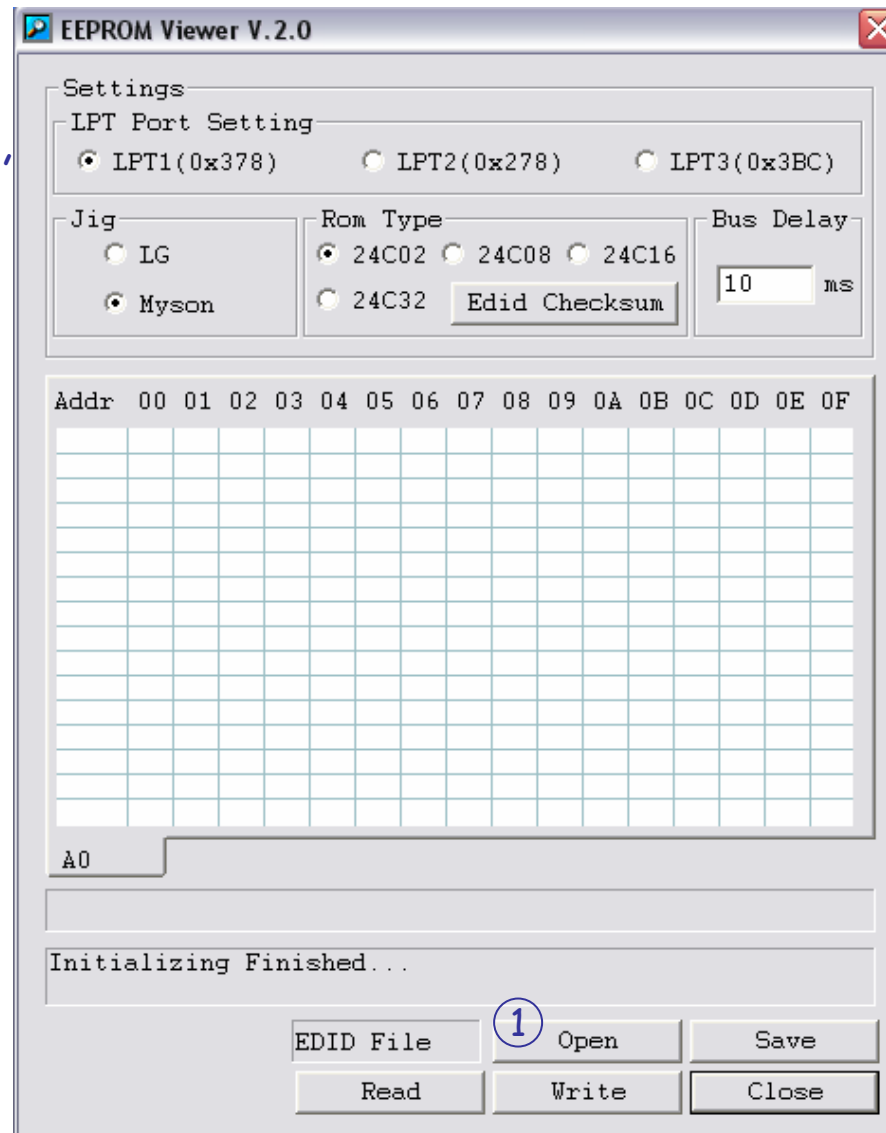 EEPROM Viewer V.2.0
Settings
LPT Port Setting
LPT1(0x378) LPT2(0x278) LPT3(0x3BC)
Jig Rom Type Bus Delay
LG 24C02 24C08 24C16
10 ms
Myson 24C32 Edid Checksum
Addr 00 01 02 03 04 05 06 07 08 09 0A 0B 0C 0D 0E 0F
A0
Initializing Finished...
EDID File 1 Open Save
Read Write Close